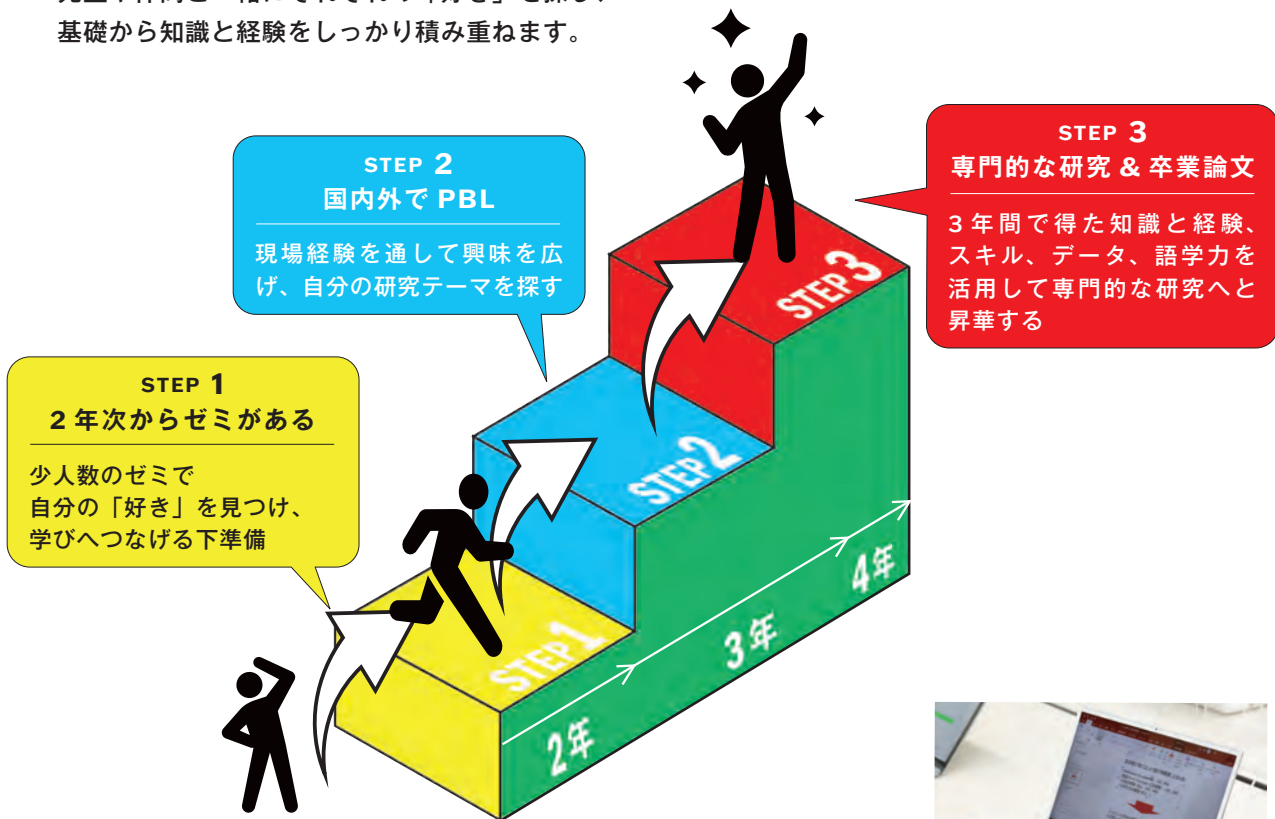 基礎から知識と経験をしっかり積み重ねます。
STEP 3
専門的な研究 & 卒業論文
3 年間で得た知識と経験、
スキル、データ、語学力を
活用して専門的な研究へと
昇華する
STEP 2
国内外で PBL
現場経験を通して興味を広
げ、自分の研究テーマを探す
STEP 1
2 年次からゼミがある
少人数のゼミで
自分の「好き」を見つけ、
学びへつなげる下準備
STEP3
STEP2
STEP1
4年
3年
2年